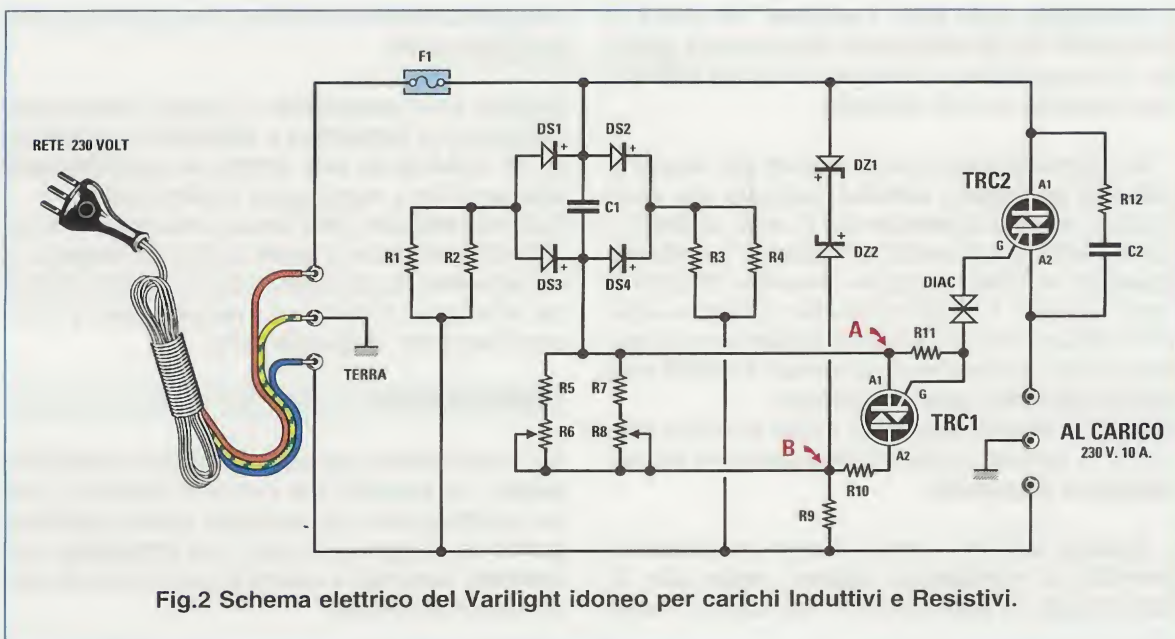 F1
RETE 230 VOLT
DS1
+
DS2
+
DZ1
+
TRC2
A1
R12
C1
G
A2
R1
R2
R3
R4
DS3
+
DS4
+
+
DZ2
DIAC
C2
TERRA
A
R11
R5
R7
A1
G
TRC1
R6
R8
AL CARICO
230 V. 10 A.
B
A2
R10
R9
Fig.2 Schema elettrico del Varilight idoneo per carichi Induttivi e Resistivi.